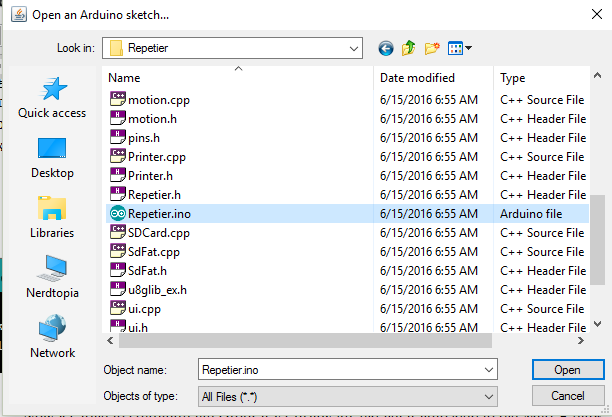 Open an Arduino sketch...
Look in: Repetier
Quick access
Desktop
Libraries
Nerdtopia
Network
Name Date modified Type
motion.cpp 6/15/2016 6:55 AM C++ Source File
motion.h 6/15/2016 6:55 AM C++ Header File
pins.h 6/15/2016 6:55 AM C++ Header File
Printer.cpp 6/15/2016 6:55 AM C++ Source File
Printer.h 6/15/2016 6:55 AM C++ Header File
Repetier.h 6/15/2016 6:55 AM C++ Header File
Repetier.ino 6/15/2016 6:55 AM Arduino file
SDCard.cpp 6/15/2016 6:55 AM C++ Source File
SdFat.cpp 6/15/2016 6:55 AM C++ Source File
SdFat.h 6/15/2016 6:55 AM C++ Header File
u8glib_ex.h 6/15/2016 6:55 AM C++ Header File
ui.cpp 6/15/2016 6:55 AM C++ Source File
ui.h 6/15/2016 6:55 AM C++ Header File
Object name: Repetier.ino Open
Objects of type: All Files (*.*) Cancel